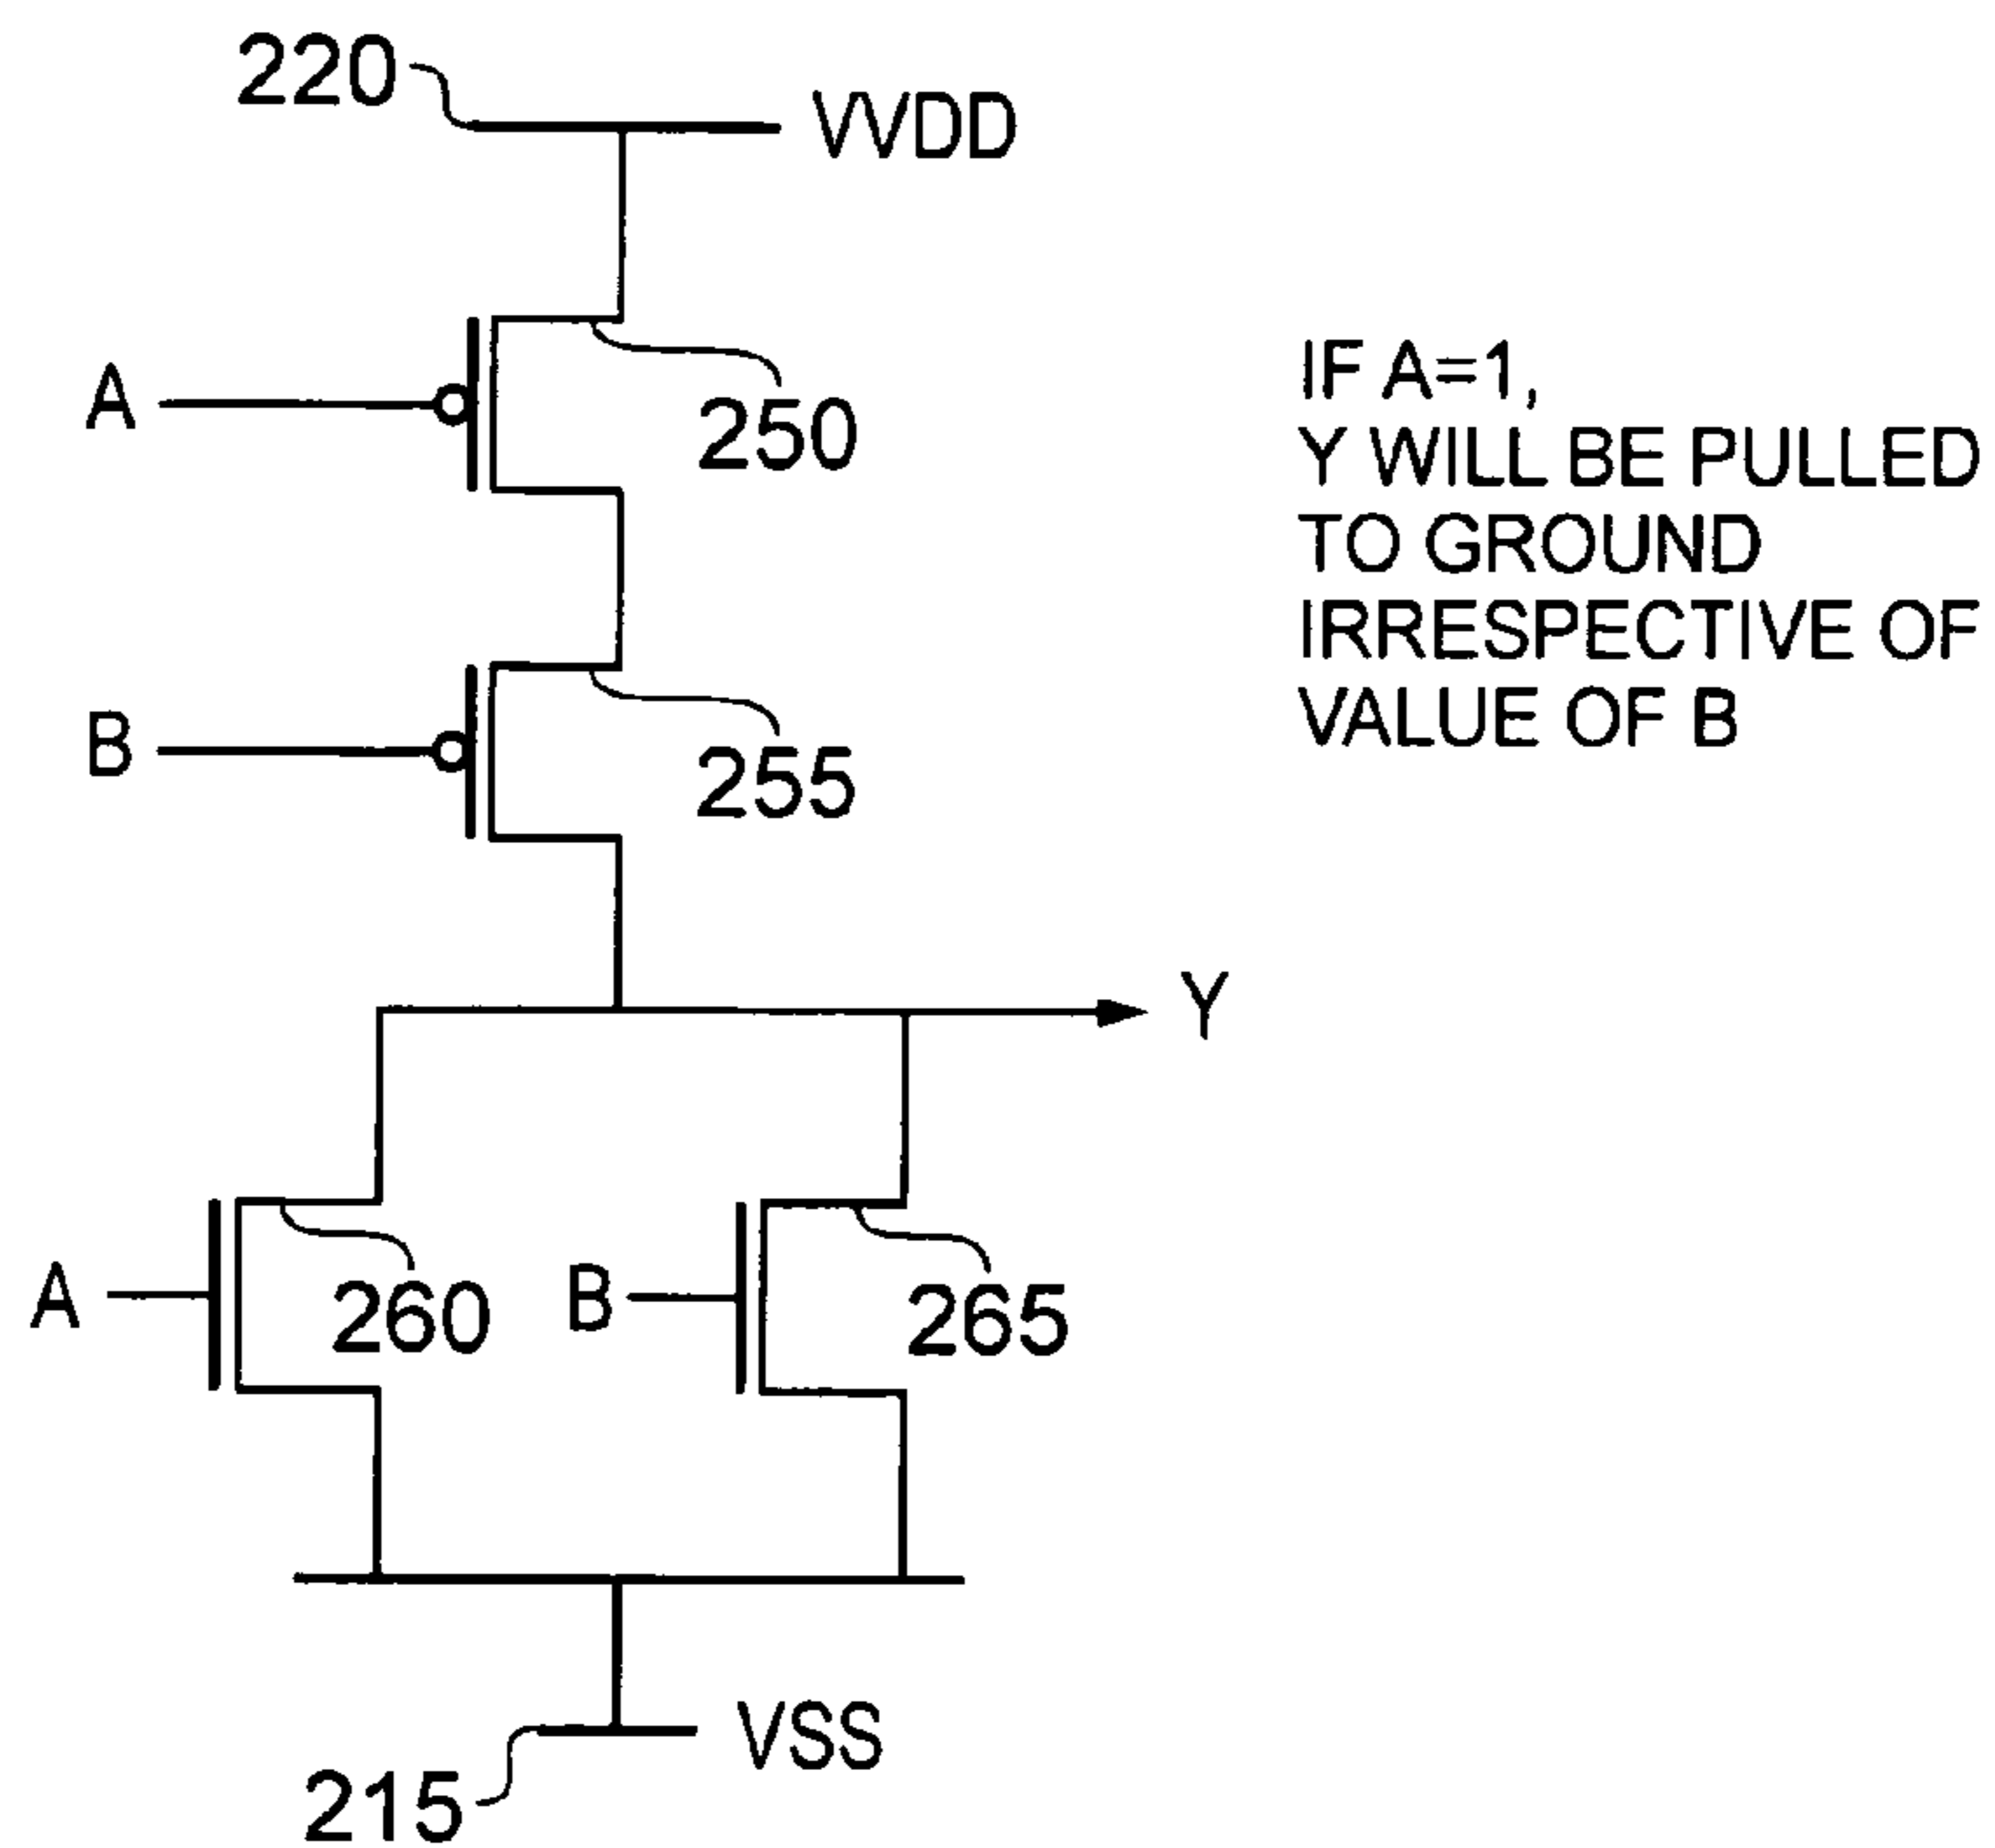 220
VVDD
A
250
IF A=1,
Y WILL BE PULLED
TO GROUND
IRRESPECTIVE OF
VALUE OF B
B
255
Y
A
260
B
265
VSS
215